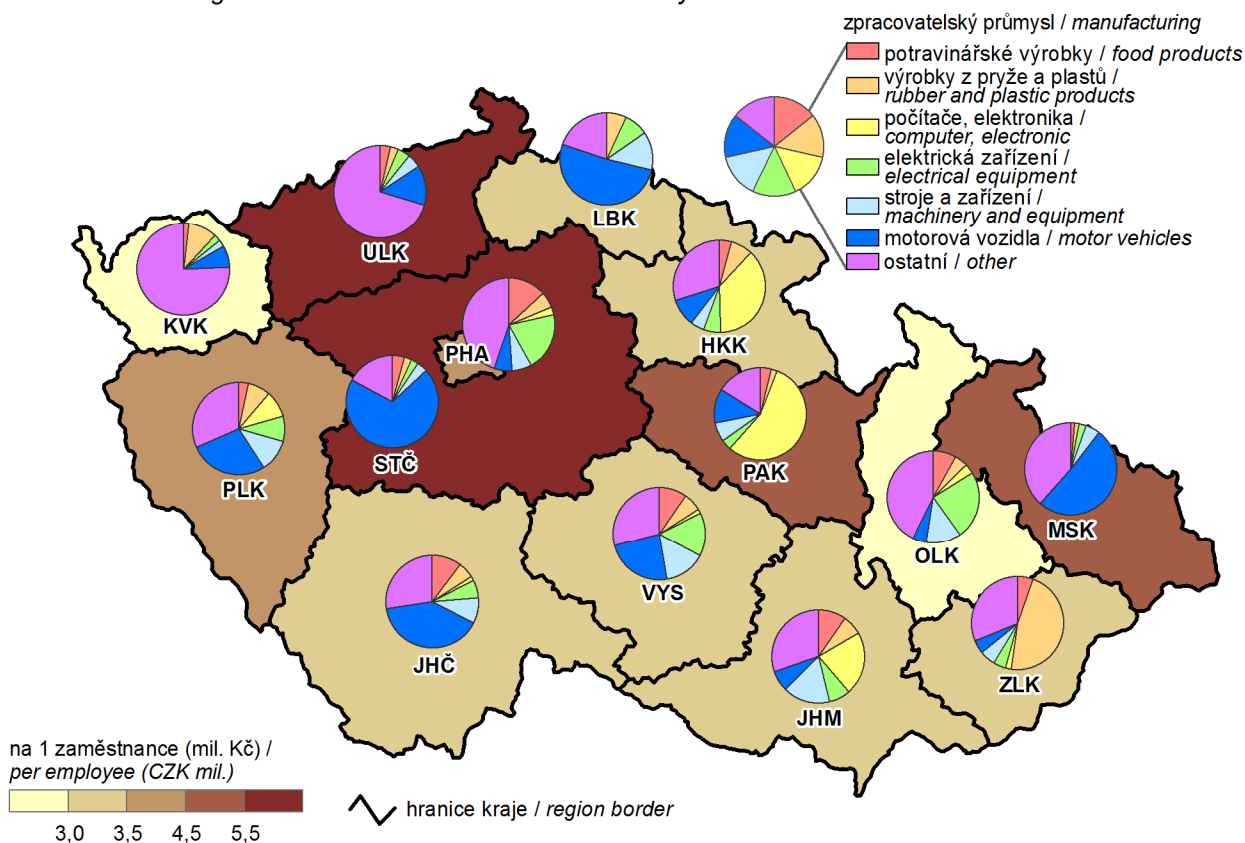 zpracovatelský průmysl / manufacturing
potravinářské výrobky / food products
výrobky z pryže a plastů /
rubber and plastic products
počítače, elektronika /
computer, electronic
elektrická zařízení /
electrical equipment
stroje a zařízení /
machinery and equipment
motorová vozidla / motor vehicles
ostatní / other
LBK
ULK
KVK
HKK
PHA
STČ
PAK
PLK
MSK
OLK
VYS
JHČ
ZLK
JHM
na 1 zaměstnance (mil. Kč) /
per employee (CZK mil.)
3,0 3,5 4,5 5,5
hranice kraje / region border